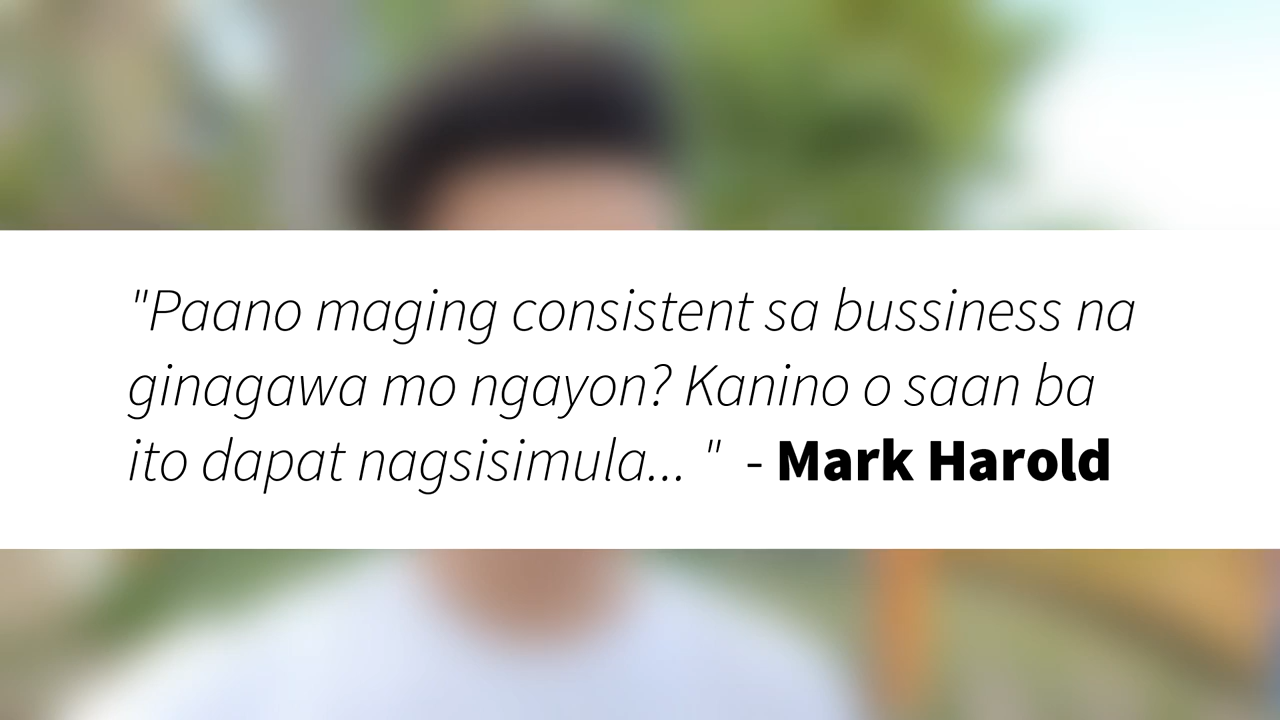 "Paano maging consistent sa bussiness na
ginagawa mo ngayon? Kanino o saan ba
ito dapat nagsisimula... " - Mark Harold